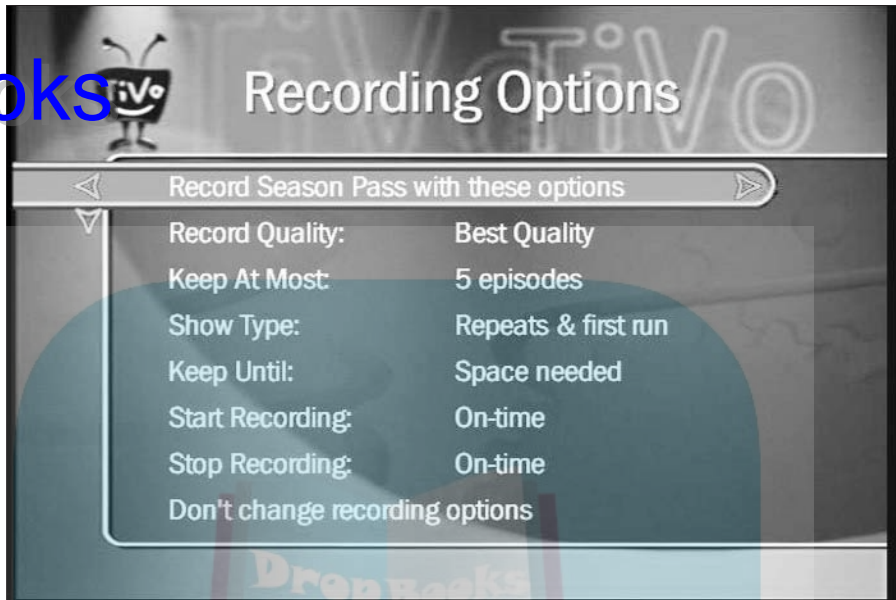 TiVo
oks
TiVo
Recording Options
Record Season Pass with these options
Record Quality: Best Quality
Keep At Most: 5 episodes
Show Type: Repeats & first run
Keep Until: Space needed
Start Recording: On-time
Stop Recording: On-time
Don't change recording options
DropBooks